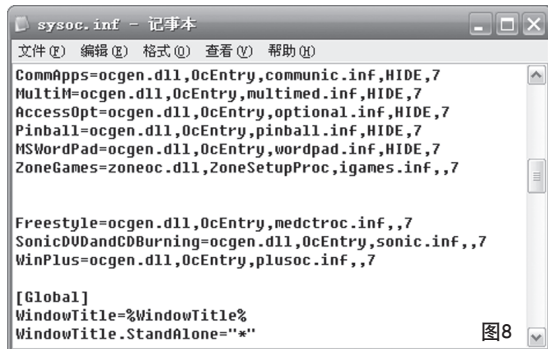 sysoc.inf - 记事本
文件(F) 编辑(E) 格式(O) 查看(V) 帮助(H)
CommApps=ocgen.dll,OcEntry,communic.inf,HIDE,7
MultiM=ocgen.dll,OcEntry,multimed.inf,HIDE,7
AccessOpt=ocgen.dll,OcEntry,optional.inf,HIDE,7
Pinball=ocgen.dll,OcEntry,pinball.inf,HIDE,7
MSWordPad=ocgen.dll,OcEntry,wordpad.inf,HIDE,7
ZoneGames=zoneoc.dll,ZoneSetupProc,igames.inf,,7
Freestyle=ocgen.dll,OcEntry,medctroc.inf,,7
SonicDVDandCDBurning=ocgen.dll,OcEntry,sonic.inf,,7
WinPlus=ocgen.dll,OcEntry,plusoc.inf,,7
[Global]
WindowTitle=%WindowTitle%
WindowTitle.StandAlone="*"
图8